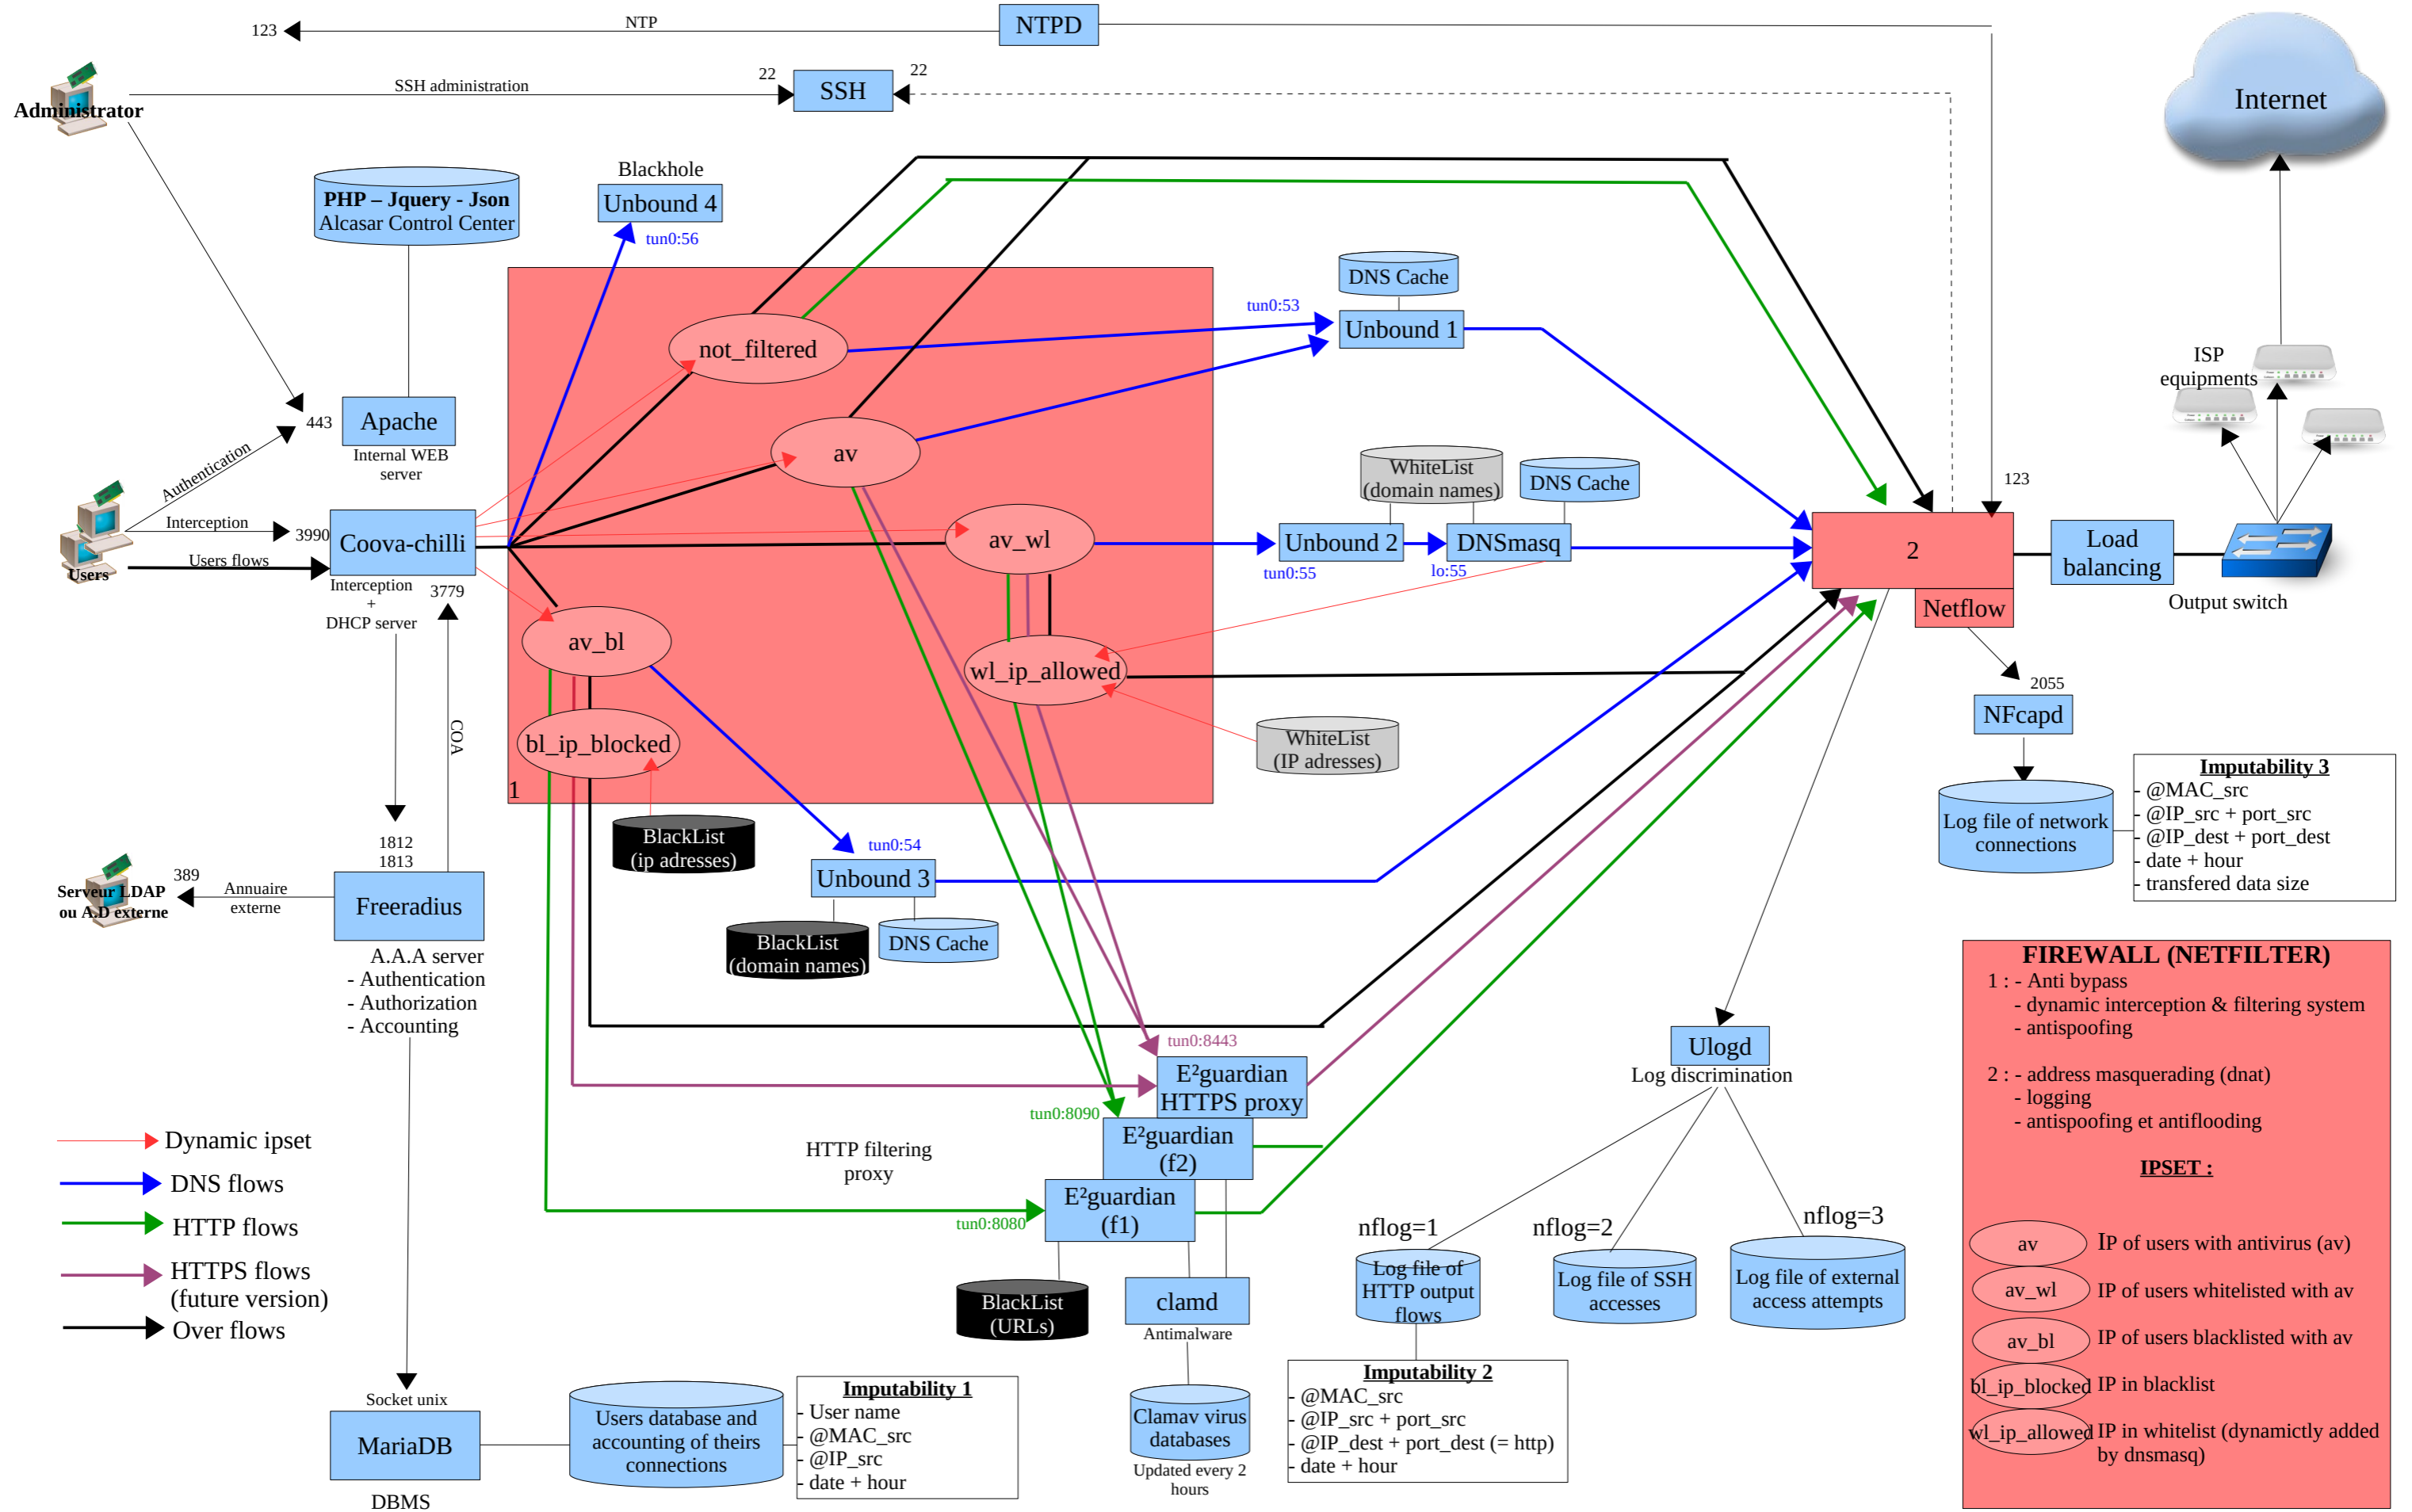 NTPD
NTP
123
SSH administration
22
SSH
22
Administrator
Internet
Blackhole
Unbound 4
tun0:56
PHP – Jquery - Json
Alcasar Control Center
DNS Cache
tun0:53
Unbound 1
not_filtered
ISP
equipments
443
Apache
Internal WEB
server
av
Authentication
WhiteList
(domain names)
DNS Cache
123
Interception
3990
Coova-chilli
Users flows
Users
av_wl
Unbound 2
DNSmasq
tun0:55
lo:55
2
Netflow
Load
balancing
Output switch
Interception
+
DHCP server
3779
av_bl
wl_ip_allowed
2055
NFcapd
COA
bl_ip_blocked
1
WhiteList
(IP adresses)
BlackList
(ip adresses)
Log file of network
connections
Imputability 3
- @MAC_src
- @IP_src + port_src
- @IP_dest + port_dest
- date + hour
- transfered data size
1812
1813
tun0:54
Unbound 3
BlackList
(domain names)
DNS Cache
389
Serveur LDAP
ou A.D externe
Annuaire
externe
Freeradius
A.A.A server
- Authentication
- Authorization
- Accounting
FIREWALL (NETFILTER)
1 : - Anti bypass
- dynamic interception & filtering system
- antispoofing
2 : - address masquerading (dnat)
- logging
- antispoofing et antiflooding
IPSET :
av
IP of users with antivirus (av)
av_wl
IP of users whitelisted with av
av_bl
IP of users blacklisted with av
bl_ip_blocked
IP in blacklist
wl_ip_allowed
IP in whitelist (dynamictly added
by dnsmasq)
tun0:8443
E²guardian
HTTPS proxy
tun0:8090
E²guardian
(f2)
HTTP filtering
proxy
E²guardian
(f1)
tun0:8080
Ulogd
Log discrimination
nflog=1
nflog=2
nflog=3
Log file of
HTTP output
flows
Log file of SSH
accesses
Log file of external
access attempts
Dynamic ipset
DNS flows
HTTP flows
HTTPS flows
(future version)
Over flows
BlackList
(URLs)
clamd
Antimalware
Clamav virus
databases
Updated every 2
hours
Imputability 2
- @MAC_src
- @IP_src + port_src
- @IP_dest + port_dest (= http)
- date + hour
Socket unix
MariaDB
DBMS
Users database and
accounting of theirs
connections
Imputability 1
- User name
- @MAC_src
- @IP_src
- date + hour